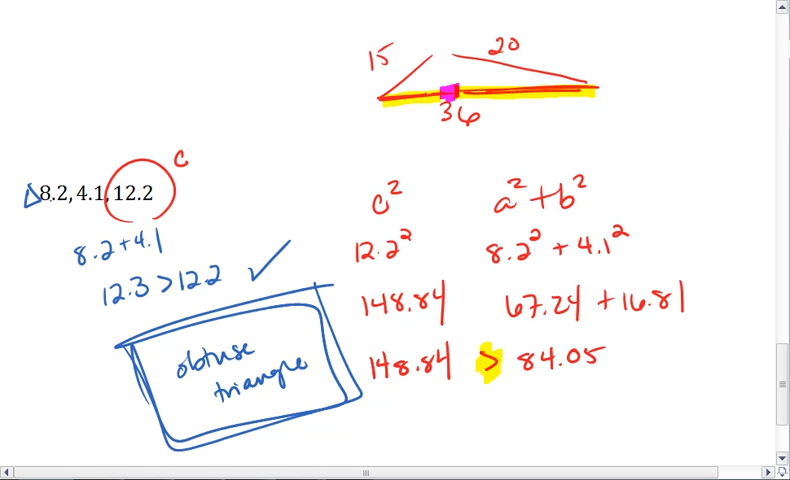 15 20
36
△8.2, 4.1, 12.2 c
8.2+4.1
12.3 > 12.2 ✓
obtuse
triangle
c² a² + b²
12.2² 8.2² + 4.1²
148.84 67.24 + 16.81
148.84 > 84.05